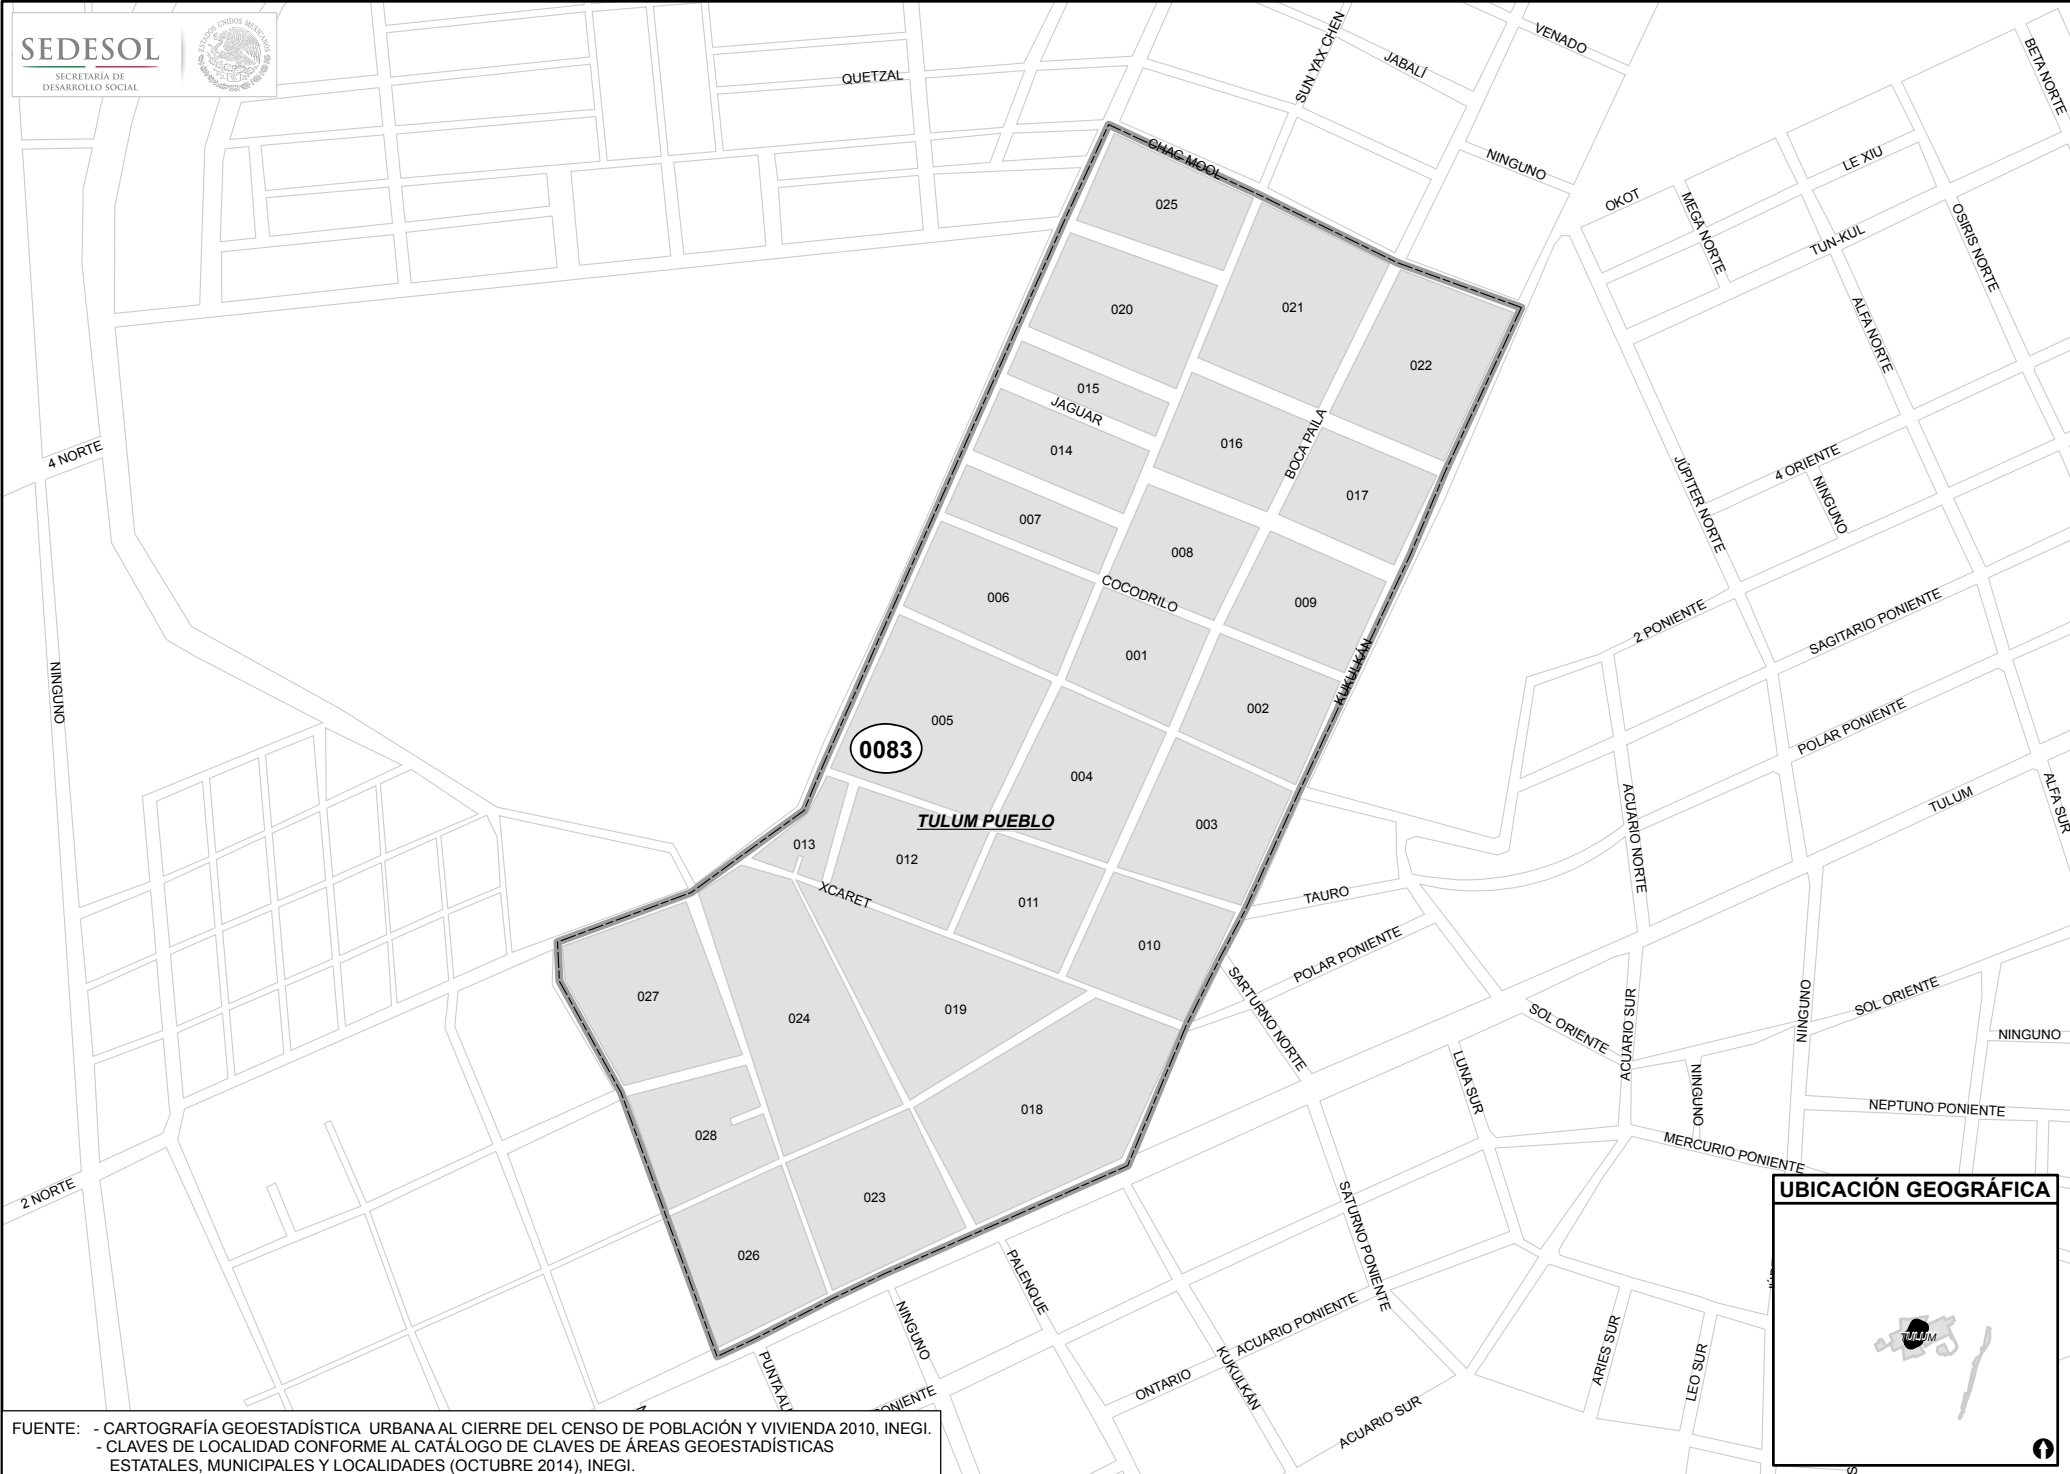 SEDESOL
SECRETARÍA DE
DESARROLLO SOCIAL
ESTADOS UNIDOS MEXICANOS
QUETZAL
SUN YAX CHEN
JABALÍ
VENADO
BETA NORTE
CHAC MOOL
NINGUNO
LE XIU
OKOT
MEGA NORTE
TUN-KUL
OSIRIS NORTE
025
020
021
022
ALFA NORTE
015
JAGUAR
014
016
BOCA PAILA
017
4 NORTE
JÚPITER NORTE
4 ORIENTE
NINGUNO
007
008
COCODRILO
006
009
001
002
KUKULKÁN
2 PONIENTE
SAGITARIO PONIENTE
NINGUNO
005
0083
004
POLAR PONIENTE
TULUM PUEBLO
003
ACUARIO NORTE
TULUM
ALFA SUR
013
012
XCARET
011
010
TAURO
POLAR PONIENTE
SARTURNO NORTE
027
024
019
SOL ORIENTE
ACUARIO SUR
NINGUNO
SOL ORIENTE
NINGUNO
028
018
LUNA SUR
NINGUNO
NEPTUNO PONIENTE
MERCURIO PONIENTE
2 NORTE
023
026
SATURNO PONIENTE
PALENQUE
NINGUNO
ACUARIO PONIENTE
KUKULKÁN
ONTARIO
ACUARIO SUR
ARIES SUR
LEO SUR
PUNTA AL
ONIENTE
UBICACIÓN GEOGRÁFICA
TULUM
FUENTE: - CARTOGRAFÍA GEOESTADÍSTICA URBANA AL CIERRE DEL CENSO DE POBLACIÓN Y VIVIENDA 2010, INEGI.
- CLAVES DE LOCALIDAD CONFORME AL CATÁLOGO DE CLAVES DE ÁREAS GEOESTADÍSTICAS
ESTATALES, MUNICIPALES Y LOCALIDADES (OCTUBRE 2014), INEGI.